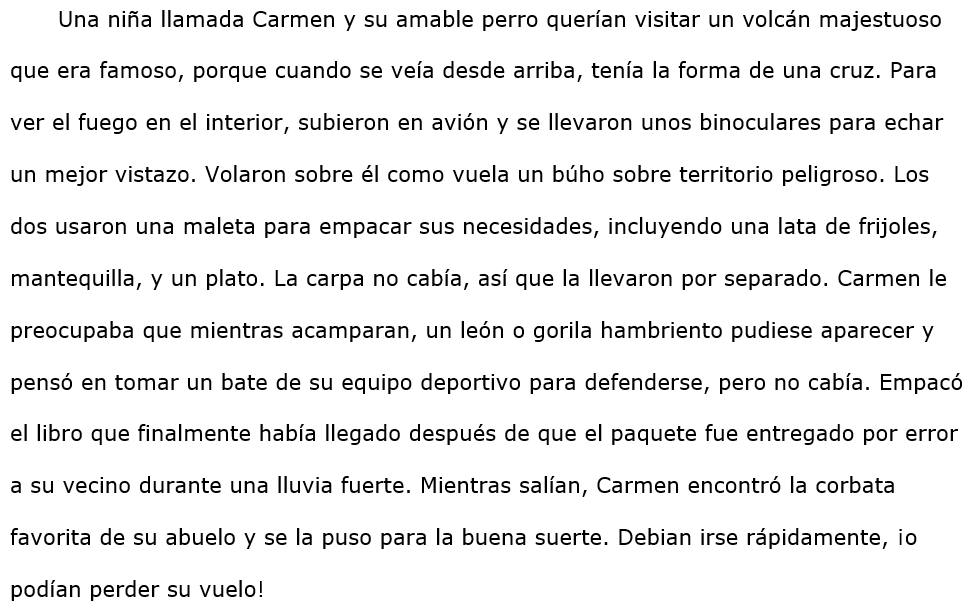 Una niña llamada Carmen y su amable perro querían visitar un volcán majestuoso
que era famoso, porque cuando se veía desde arriba, tenía la forma de una cruz. Para
ver el fuego en el interior, subieron en avión y se llevaron unos binoculares para echar
un mejor vistazo. Volaron sobre él como vuela un búho sobre territorio peligroso. Los
dos usaron una maleta para empacar sus necesidades, incluyendo una lata de frijoles,
mantequilla, y un plato. La carpa no cabía, así que la llevaron por separado. Carmen le
preocupaba que mientras acamparan, un león o gorila hambriento pudiese aparecer y
pensó en tomar un bate de su equipo deportivo para defenderse, pero no cabía. Empacó
el libro que finalmente había llegado después de que el paquete fue entregado por error
a su vecino durante una lluvia fuerte. Mientras salían, Carmen encontró la corbata
favorita de su abuelo y se la puso para la buena suerte. Debian irse rápidamente, ¡o
podían perder su vuelo!